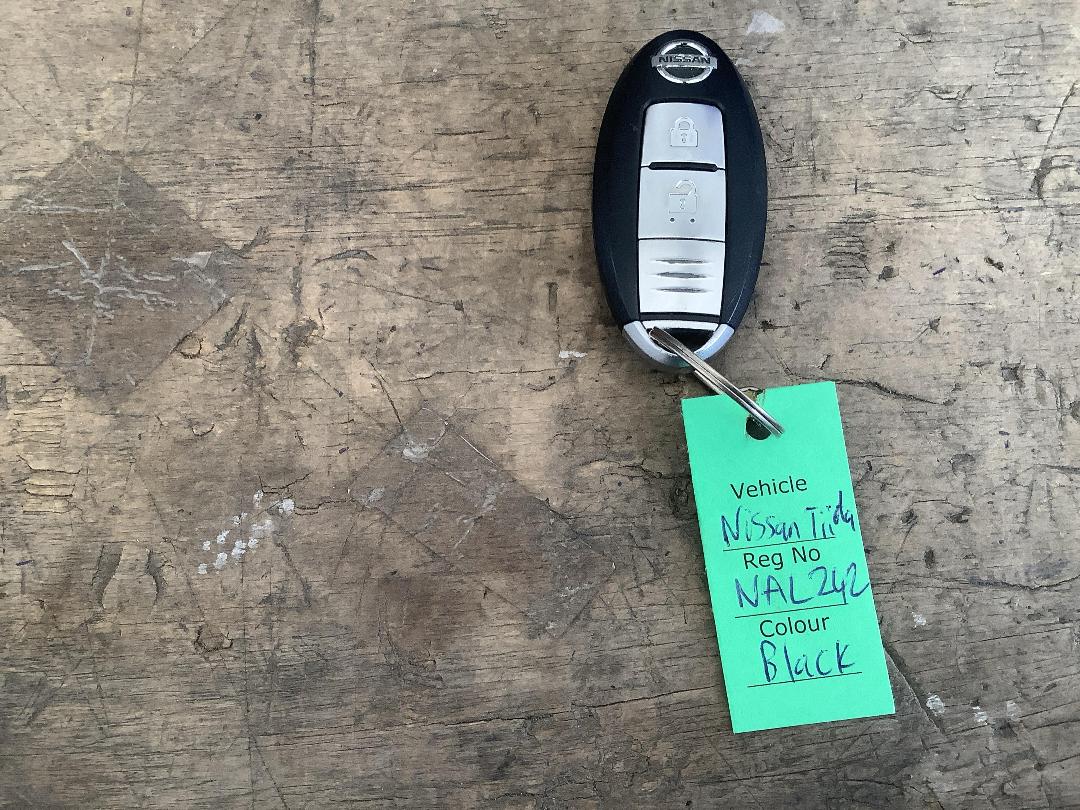 NISSAN
Vehicle
Nissan Tiida
Reg No
NAL242
Colour
Black